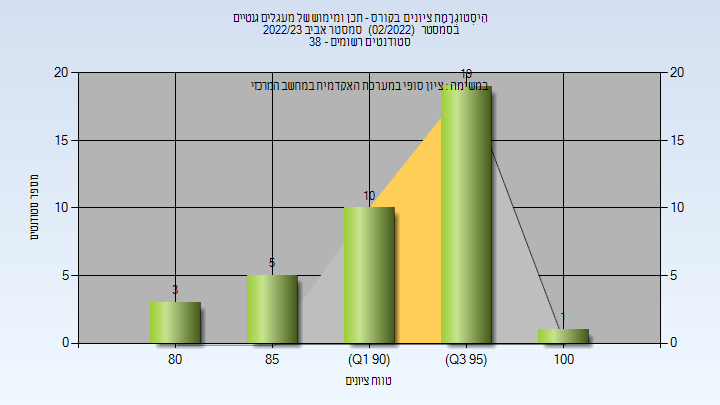 היסטוגרמת ציונים בקורס - תכן ומימוש של מעגלים גנטיים
בסמסטר (02/2022) סמסטר אביב 2022/23
סטודנטים רשומים - 38
במשימה : ציון סופי במערכת האקדמית במחשב המרכזי
20
15
10
5
0
20
15
10
5
0
מספר סטודנטים
3
5
10
19
1
80
85
(Q1 90)
(Q3 95)
100
טווח ציונים